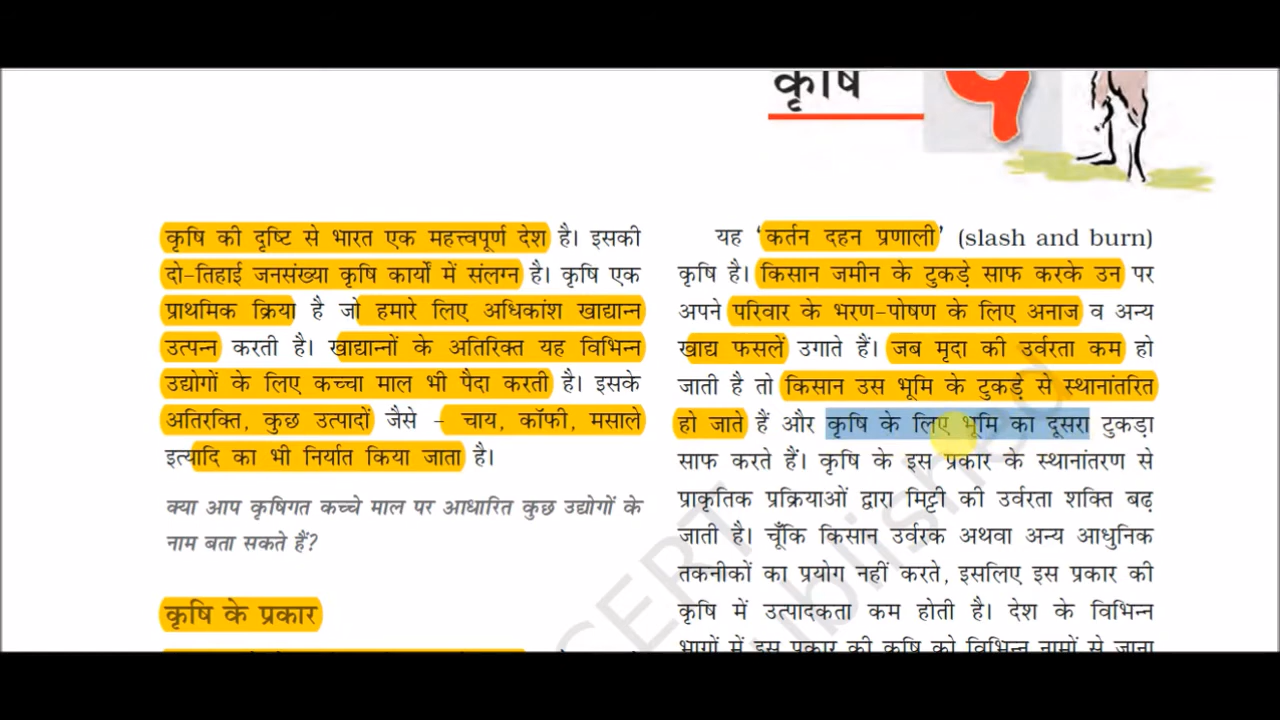 कृषि
५
कृषि की दृष्टि से भारत एक महत्त्वपूर्ण देश है। इसकी
दो-तिहाई जनसंख्या कृषि कार्यों में संलग्न है। कृषि एक
प्राथमिक क्रिया है जो हमारे लिए अधिकांश खाद्यान्न
उत्पन्न करती है। खाद्यान्नों के अतिरिक्त यह विभिन्न
उद्योगों के लिए कच्चा माल भी पैदा करती है। इसके
अतिरक्ति, कुछ उत्पादों जैसे – चाय, कॉफी, मसाले
इत्यादि का भी निर्यात किया जाता है।
क्या आप कृषिगत कच्चे माल पर आधारित कुछ उद्योगों के
नाम बता सकते हैं?
कृषि के प्रकार
यह ‘कर्तन दहन प्रणाली’ (slash and burn)
कृषि है। किसान जमीन के टुकड़े साफ करके उन पर
अपने परिवार के भरण-पोषण के लिए अनाज व अन्य
खाद्य फसलें उगाते हैं। जब मृदा की उर्वरता कम हो
जाती है तो किसान उस भूमि के टुकड़े से स्थानांतरित
हो जाते हैं और कृषि के लिए भूमि का दूसरा टुकड़ा
साफ करते हैं। कृषि के इस प्रकार के स्थानांतरण से
प्राकृतिक प्रक्रियाओं द्वारा मिट्टी की उर्वरता शक्ति बढ़
जाती है। चूँकि किसान उर्वरक अथवा अन्य आधुनिक
तकनीकों का प्रयोग नहीं करते, इसलिए इस प्रकार की
कृषि में उत्पादकता कम होती है। देश के विभिन्न
भागों में इस प्रकार की कृषि को विभिन्न नामों से जाना